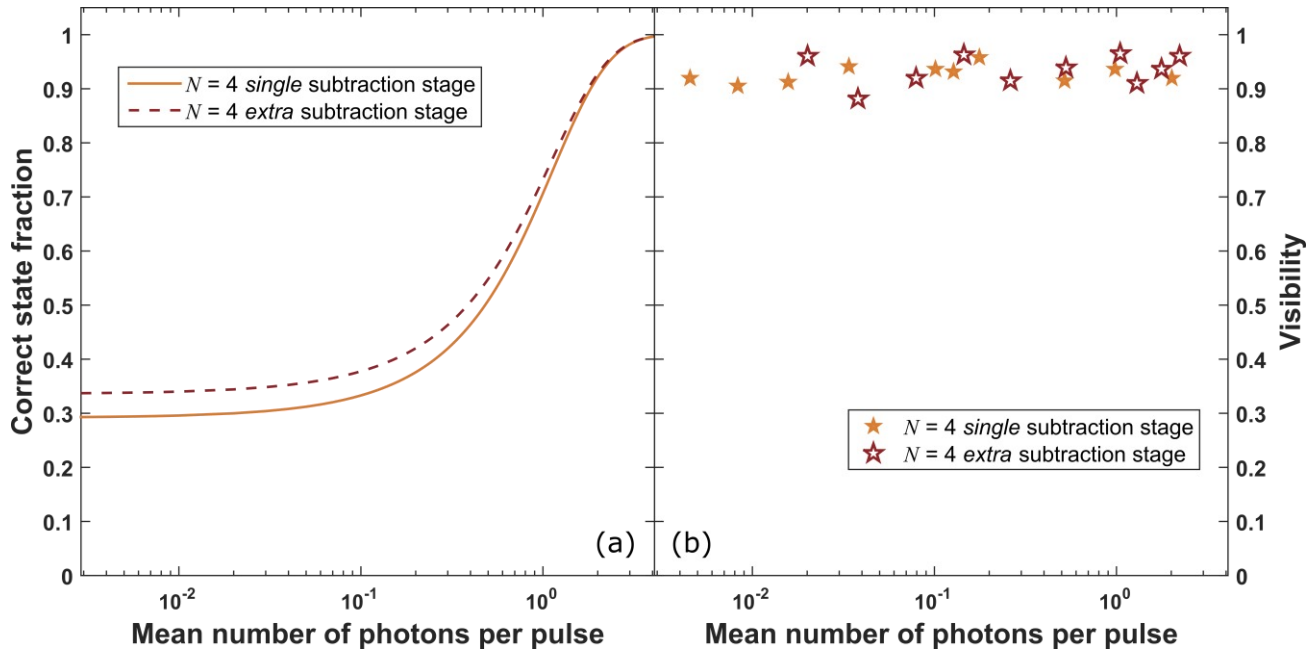 Correct state fraction
1
0.9
0.8
0.7
0.6
0.5
0.4
0.3
0.2
0.1
0
N = 4 single subtraction stage
N = 4 extra subtraction stage
(a)
10^-2
10^-1
10^0
Mean number of photons per pulse
(b)
N = 4 single subtraction stage
N = 4 extra subtraction stage
10^-2
10^-1
10^0
Mean number of photons per pulse
1
0.9
0.8
0.7
0.6
0.5
0.4
0.3
0.2
0.1
0
Visibility